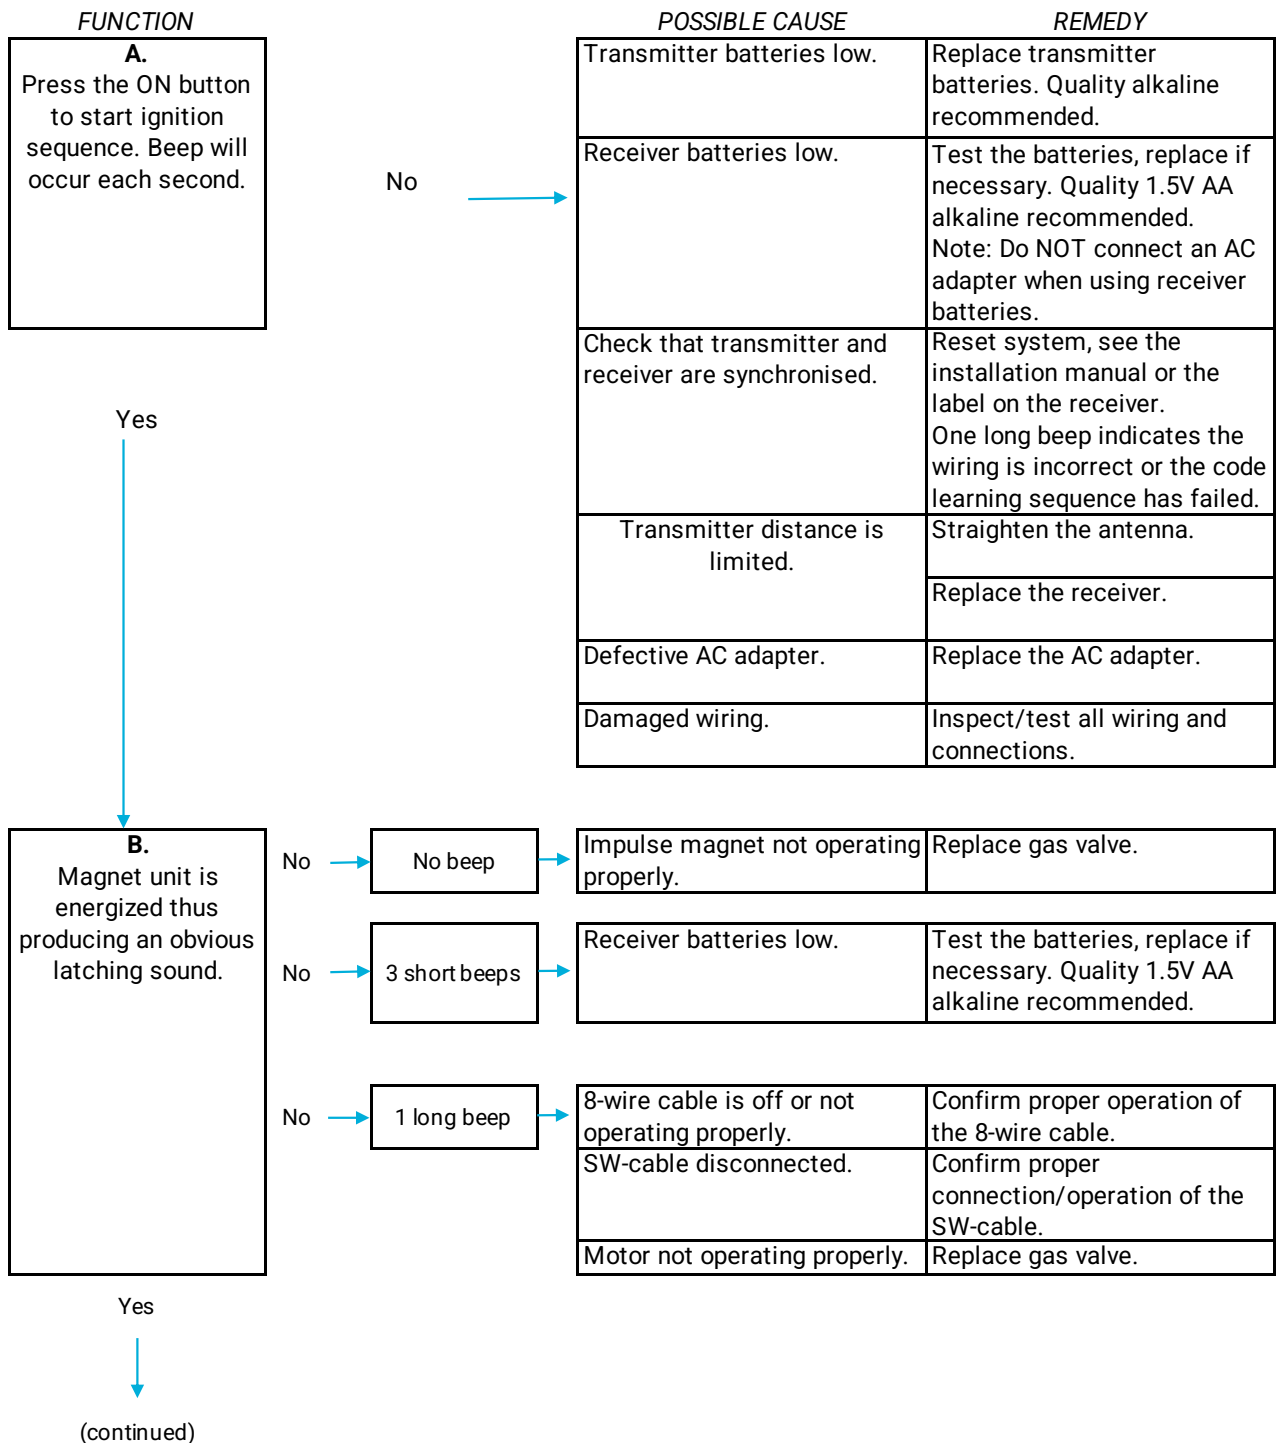 FUNCTION
POSSIBLE CAUSE
REMEDY
A.
Press the ON button
to start ignition
sequence. Beep will
occur each second.
No
Transmitter batteries low.
Replace transmitter
batteries. Quality alkaline
recommended.
Receiver batteries low.
Test the batteries, replace if
necessary. Quality 1.5V AA
alkaline recommended.
Note: Do NOT connect an AC
adapter when using receiver
batteries.
Check that transmitter and
receiver are synchronised.
Reset system, see the
installation manual or the
label on the receiver.
One long beep indicates the
wiring is incorrect or the code
learning sequence has failed.
Transmitter distance is
limited.
Straighten the antenna.
Replace the receiver.
Defective AC adapter.
Replace the AC adapter.
Damaged wiring.
Inspect/test all wiring and
connections.
Yes
B.
Magnet unit is
energized thus
producing an obvious
latching sound.
No
No beep
Impulse magnet not operating
properly.
Replace gas valve.
No
3 short beeps
Receiver batteries low.
Test the batteries, replace if
necessary. Quality 1.5V AA
alkaline recommended.
No
1 long beep
8-wire cable is off or not
operating properly.
Confirm proper operation of
the 8-wire cable.
SW-cable disconnected.
Confirm proper
connection/operation of the
SW-cable.
Motor not operating properly.
Replace gas valve.
Yes
(continued)